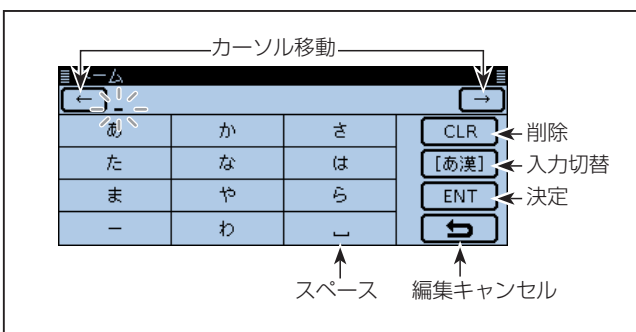 カーソル移動
ネーム
← _ →
あ か さ CLR 削除
た な は [あ漢] 入力切替
ま や ら ENT 決定
ー わ ␣
スペース 編集キャンセル